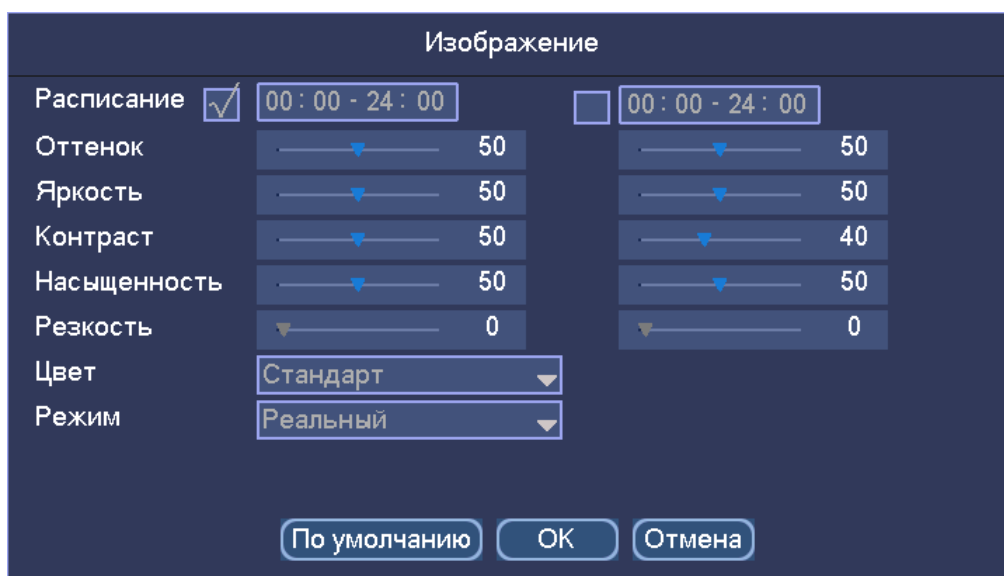 Изображение
Расписание 00:00 - 24:00 00:00 - 24:00
Оттенок 50 50
Яркость 50 50
Контраст 50 40
Насыщенность 50 50
Резкость 0 0
Цвет Стандарт
Режим Реальный
По умолчанию OK Отмена